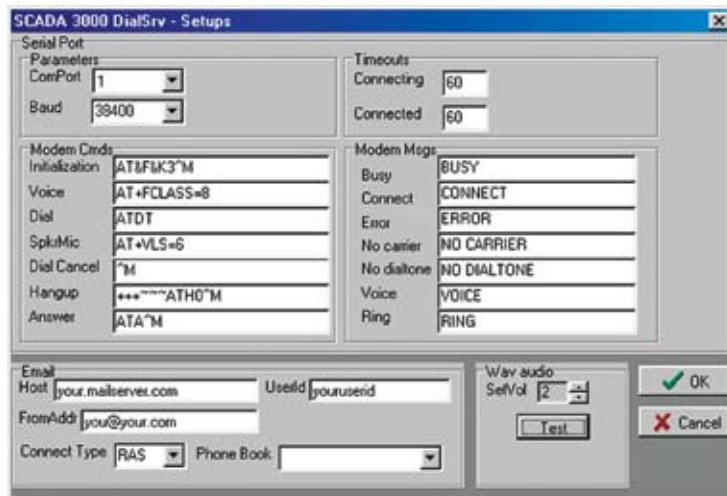 SCADA 3000 DialSrv - Setups
Serial Port
Parameters
ComPort 1
Baud 38400
Timeouts
Connecting 60
Connected 60
Modem Cmds
Initialization AT&F&K3^M
Voice AT+FCLASS=8
Dial ATDT
SpkrMic AT+VLS=6
Dial Cancel ^M
Hangup +++~~~ATH0^M
Answer ATA^M
Modem Msgs
Busy BUSY
Connect CONNECT
Error ERROR
No carrier NO CARRIER
No dialtone NO DIALTONE
Voice VOICE
Ring RING
Email
Host your.mailserver.com UserId youruserid
FromAddr you@your.com
Connect Type RAS Phone Book
Wav audio
SetVol 2
Test
OK
Cancel